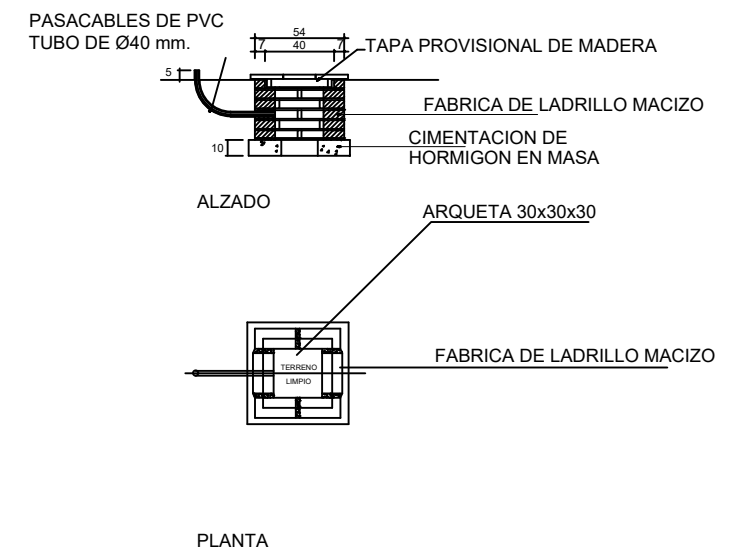 PASACABLES DE PVC
TUBO DE Ø40 mm.
54
7 40 7
5
TAPA PROVISIONAL DE MADERA
FABRICA DE LADRILLO MACIZO
CIMENTACION DE
HORMIGON EN MASA
10
ALZADO
ARQUETA 30x30x30
FABRICA DE LADRILLO MACIZO
TERRENO
LIMPIO
PLANTA